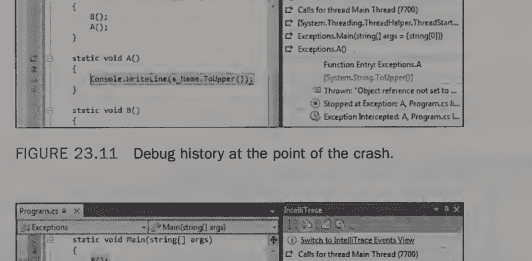 {
B();
A();
}
static void A()
{
Console.WriteLine(s_Name.ToUpper());
}
static void B()
{
Calls for thread Main Thread (7700)
[System.Threading.ThreadHelper.ThreadStart...
Exceptions.Main(string[] args = {string[0]})
Exceptions.A()
Function Entry: Exceptions.A
[System.String.ToUpper()]
Thrown: "Object reference not set to ...
Stopped at Exception: A, Program.cs li...
Exception Intercepted: A, Program.cs l...
FIGURE 23.11 Debug history at the point of the crash.
Program.cs
Exceptions
Main(string[] args)
static void Main(string[] args)
{
B();
IntelliTrace
Switch to IntelliTrace Events View
Calls for thread Main Thread (7700)